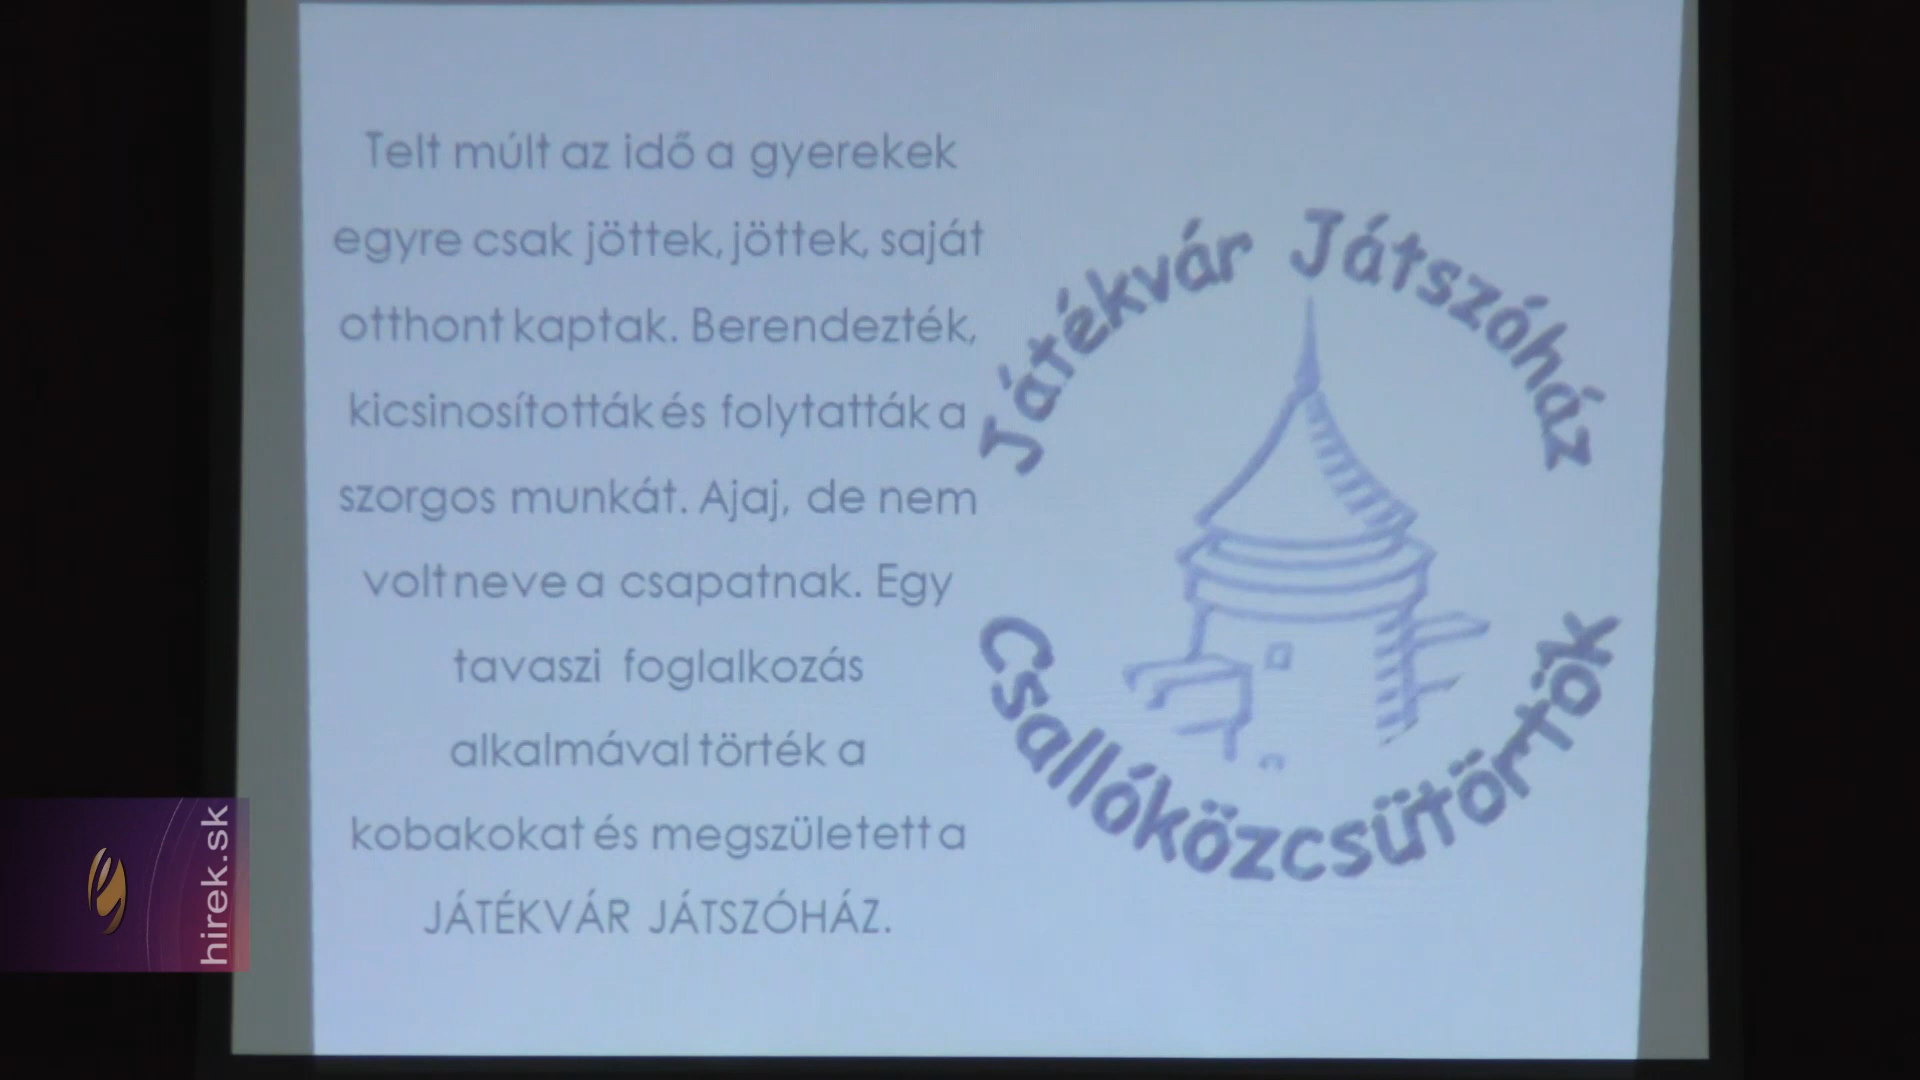 Telt múlt az idő a gyerekek
egyre csak jöttek, jöttek, saját
otthont kaptak. Berendezték,
kicsinosították és folytatták a
szorgos munkát. Ajaj, de nem
volt neve a csapatnak. Egy
tavaszi foglalkozás
alkalmával törték a
kobakokat és megszületett a
JÁTÉKVÁR JÁTSZÓHÁZ.
Játékvár Játszóház
Csallóközcsütörtök
hirek.sk